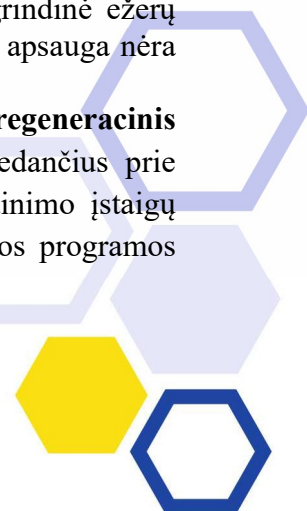 grindinė ežerų
apsauga nėra
regeneracinis
edančius prie
inimo įstaigų
os programos